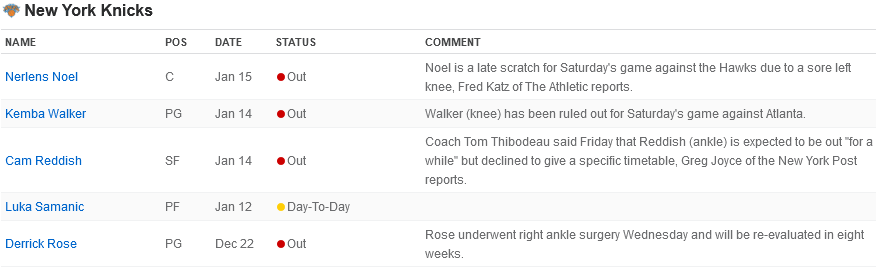 New York Knicks
NAME POS DATE STATUS COMMENT
Noel is a late scratch for Saturday's game against the Hawks due to a sore left
Nerlens Noel C Jan 15 Out
knee, Fred Katz of The Athletic reports.
Kemba Walker PG Jan 14 Out Walker (knee) has been ruled out for Saturday's game against Atlanta.
Coach Tom Thibodeau said Friday that Reddish (ankle) is expected to be out "for a
Cam Reddish SF Jan 14 Out while" but declined to give a specific timetable, Greg Joyce of the New York Post
reports.
Luka Samanic PF Jan 12 Day-To-Day
Rose underwent right ankle surgery Wednesday and will be re-evaluated in eight
Derrick Rose PG Dec 22 Out
weeks.